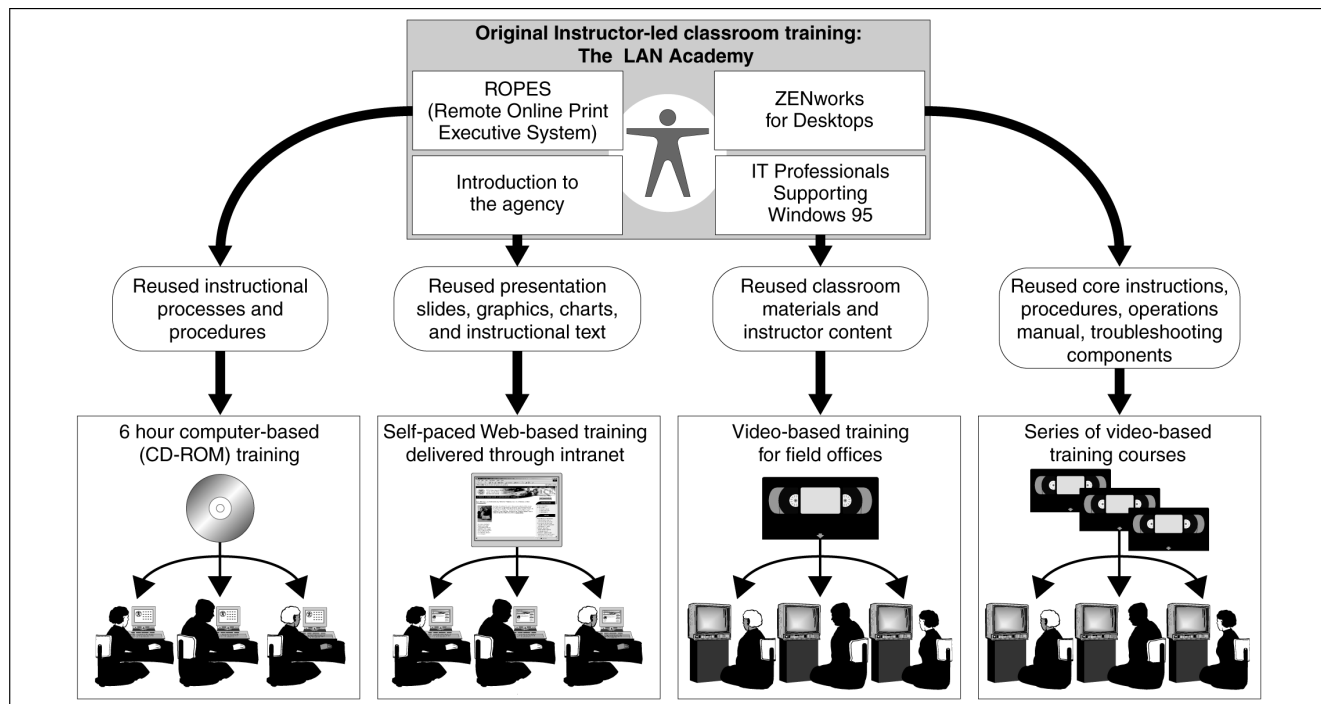 Original Instructor-led classroom training:
The LAN Academy
ROPES
(Remote Online Print
Executive System)
ZENworks
for Desktops
Introduction to
the agency
IT Professionals
Supporting
Windows 95
Reused instructional
processes and
procedures
Reused presentation
slides, graphics, charts,
and instructional text
Reused classroom
materials and
instructor content
Reused core instructions,
procedures, operations
manual, troubleshooting
components
6 hour computer-based
(CD-ROM) training
Self-paced Web-based training
delivered through intranet
Video-based training
for field offices
Series of video-based
training courses